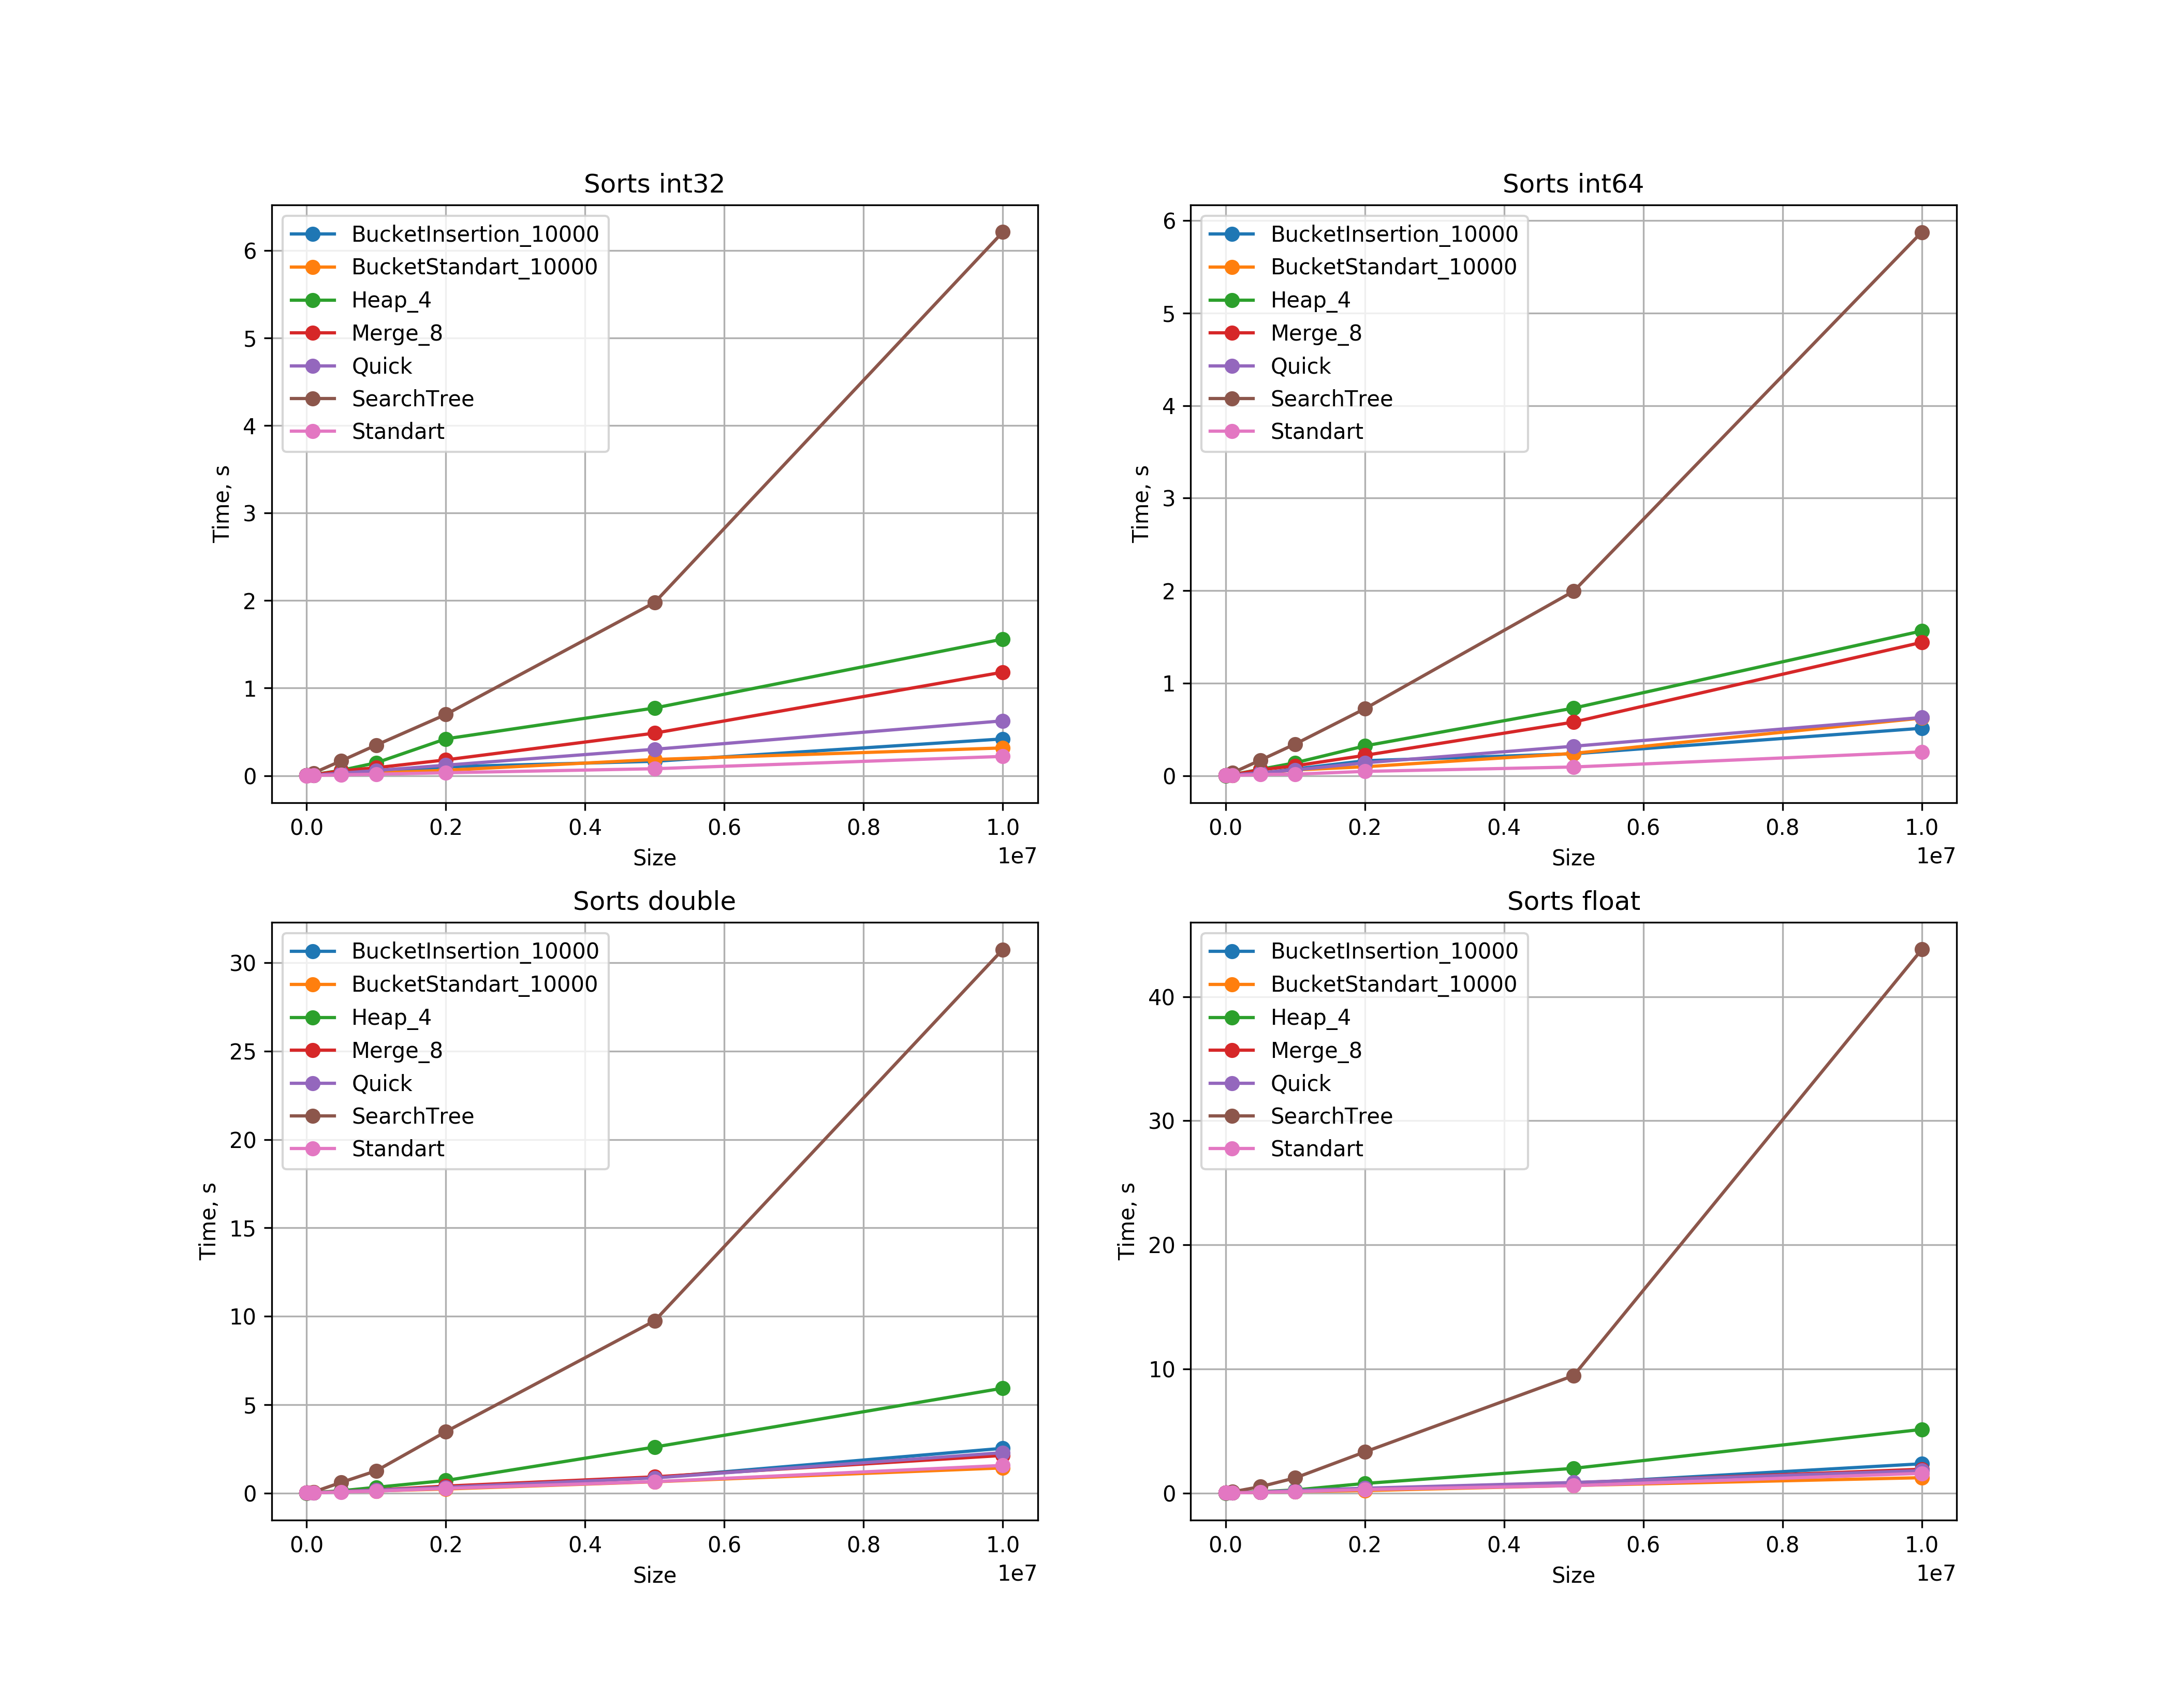 Sorts int32
BucketInsertion_10000
BucketStandart_10000
Heap_4
Merge_8
Quick
SearchTree
Standart
Time, s
6
5
4
3
2
1
0
0.0 0.2 0.4 0.6 0.8 1.0
1e7
Size
Sorts int64
BucketInsertion_10000
BucketStandart_10000
Heap_4
Merge_8
Quick
SearchTree
Standart
Time, s
6
5
4
3
2
1
0
0.0 0.2 0.4 0.6 0.8 1.0
1e7
Size
Sorts double
BucketInsertion_10000
BucketStandart_10000
Heap_4
Merge_8
Quick
SearchTree
Standart
Time, s
30
25
20
15
10
5
0
0.0 0.2 0.4 0.6 0.8 1.0
1e7
Size
Sorts float
BucketInsertion_10000
BucketStandart_10000
Heap_4
Merge_8
Quick
SearchTree
Standart
Time, s
40
30
20
10
0
0.0 0.2 0.4 0.6 0.8 1.0
1e7
Size